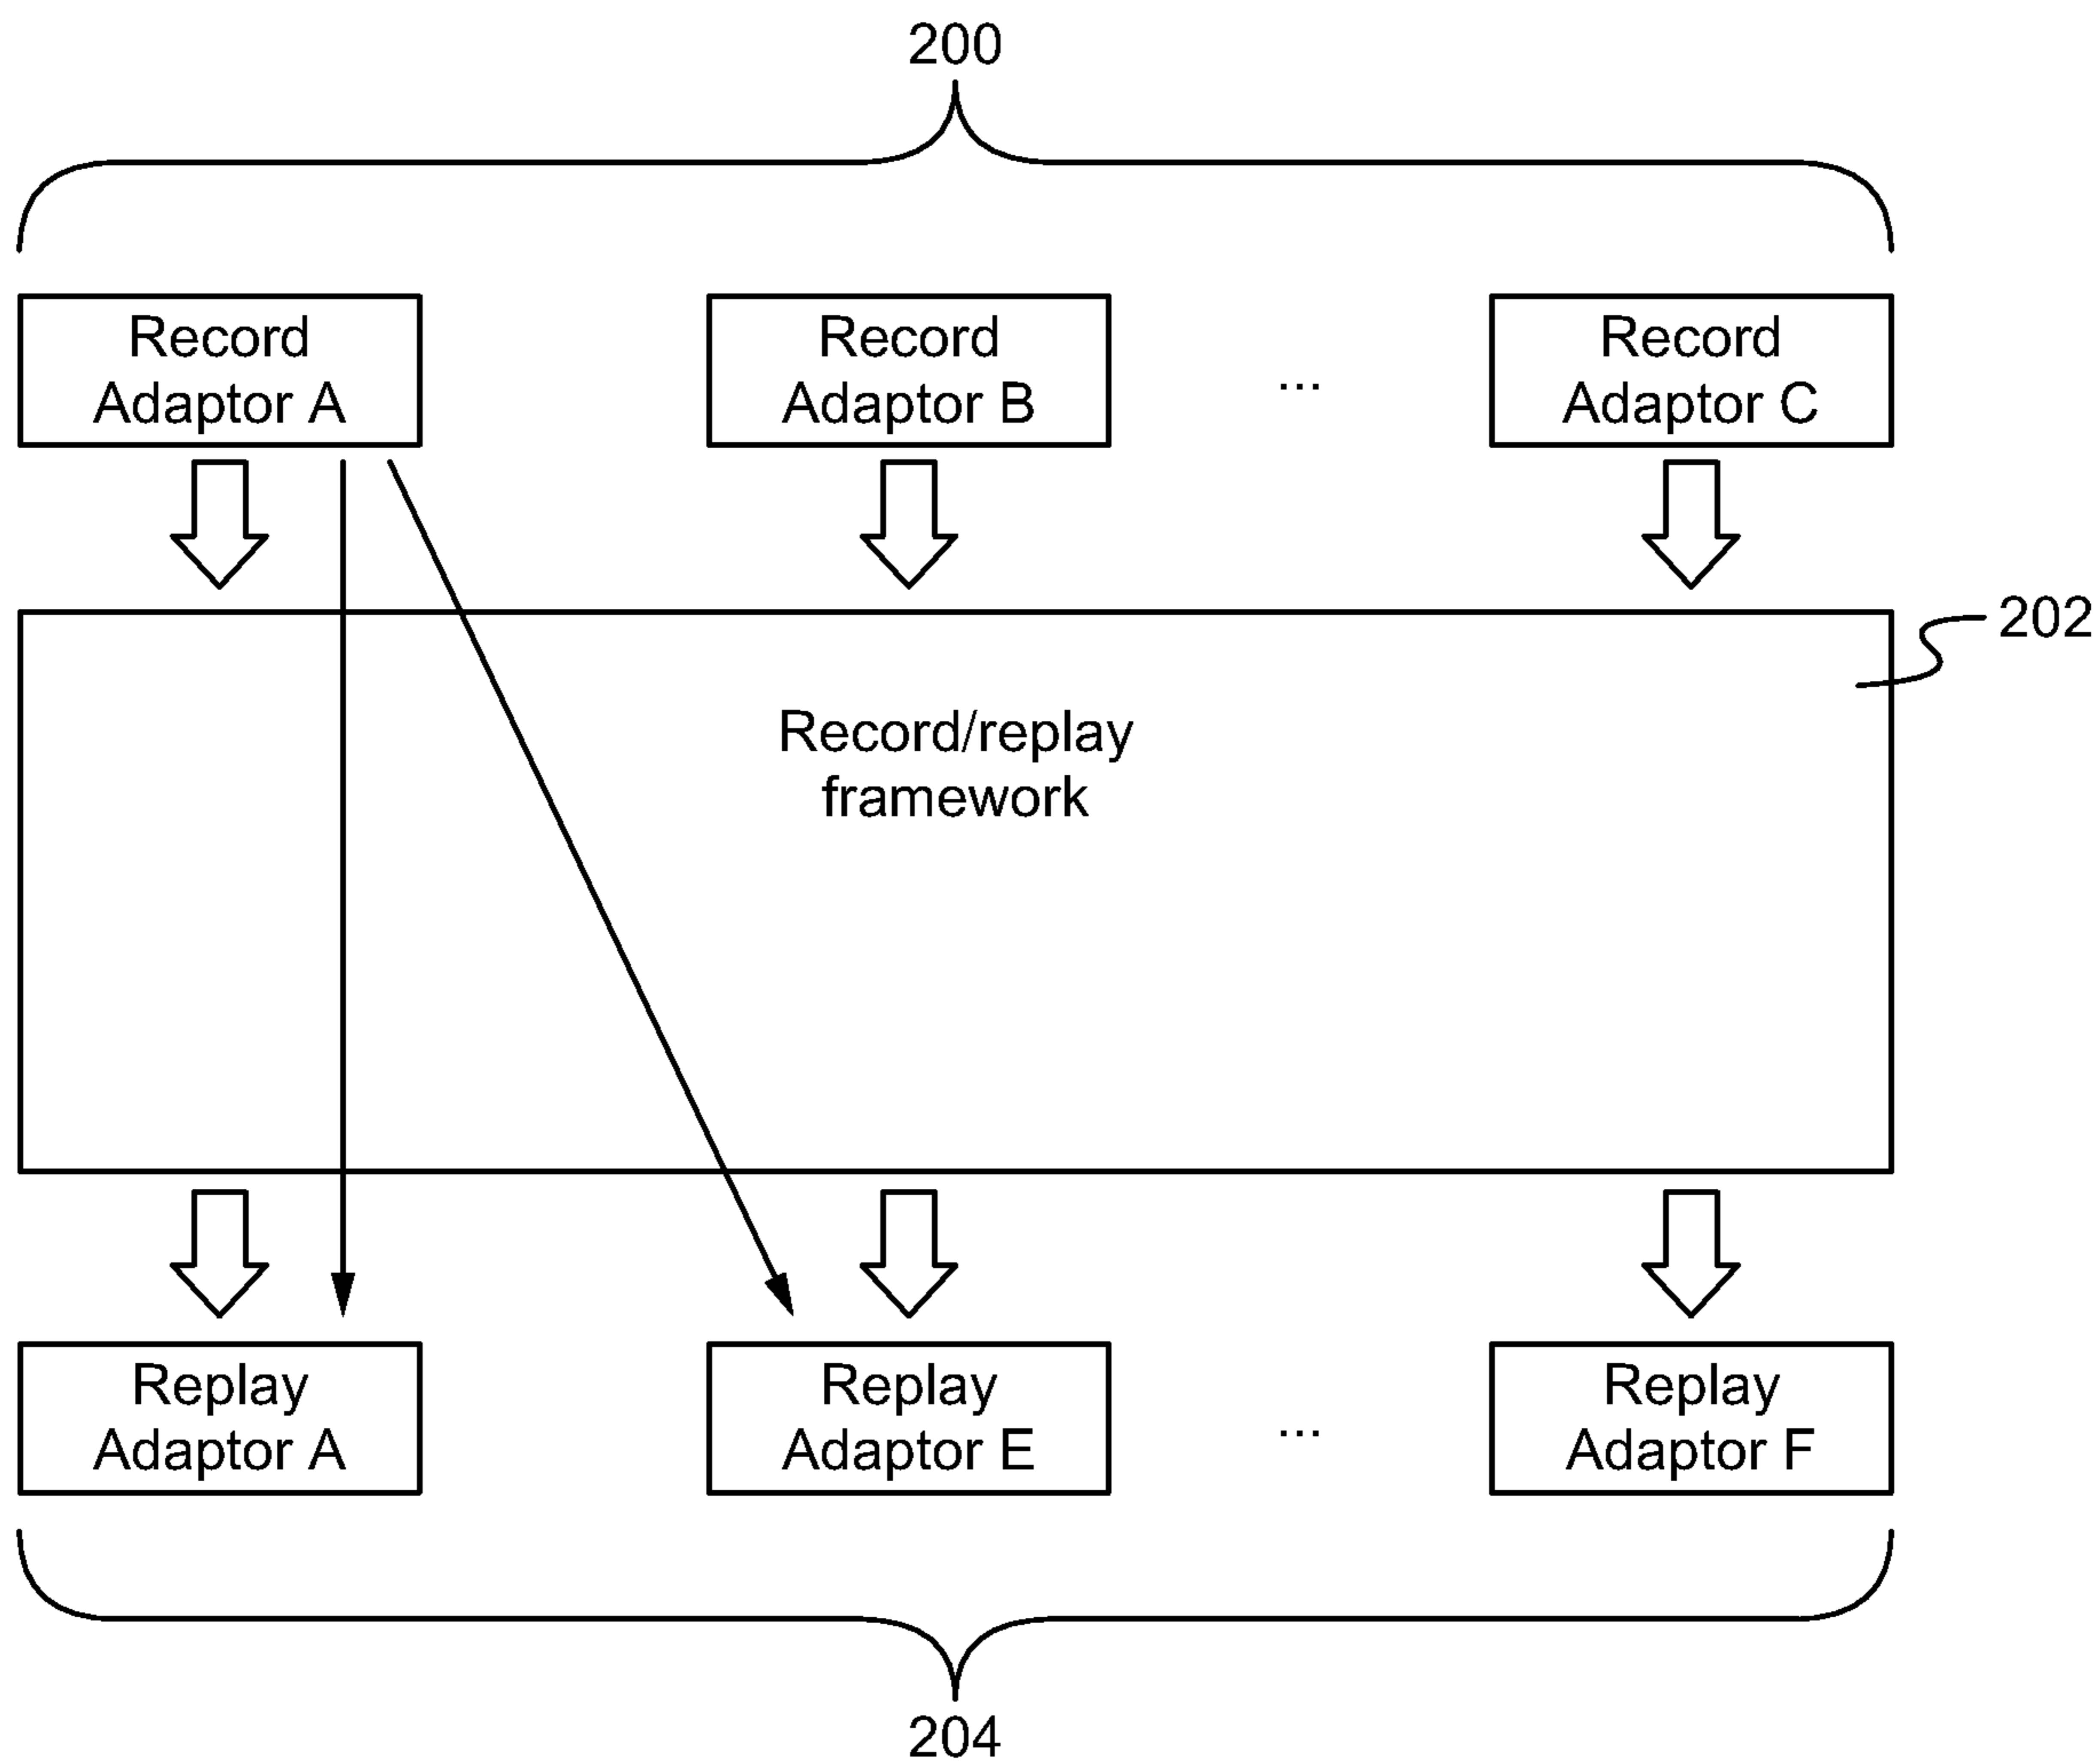 200
Record
Adaptor A
Record
Adaptor B
...
Record
Adaptor C
202
Record/replay
framework
Replay
Adaptor A
Replay
Adaptor E
...
Replay
Adaptor F
204